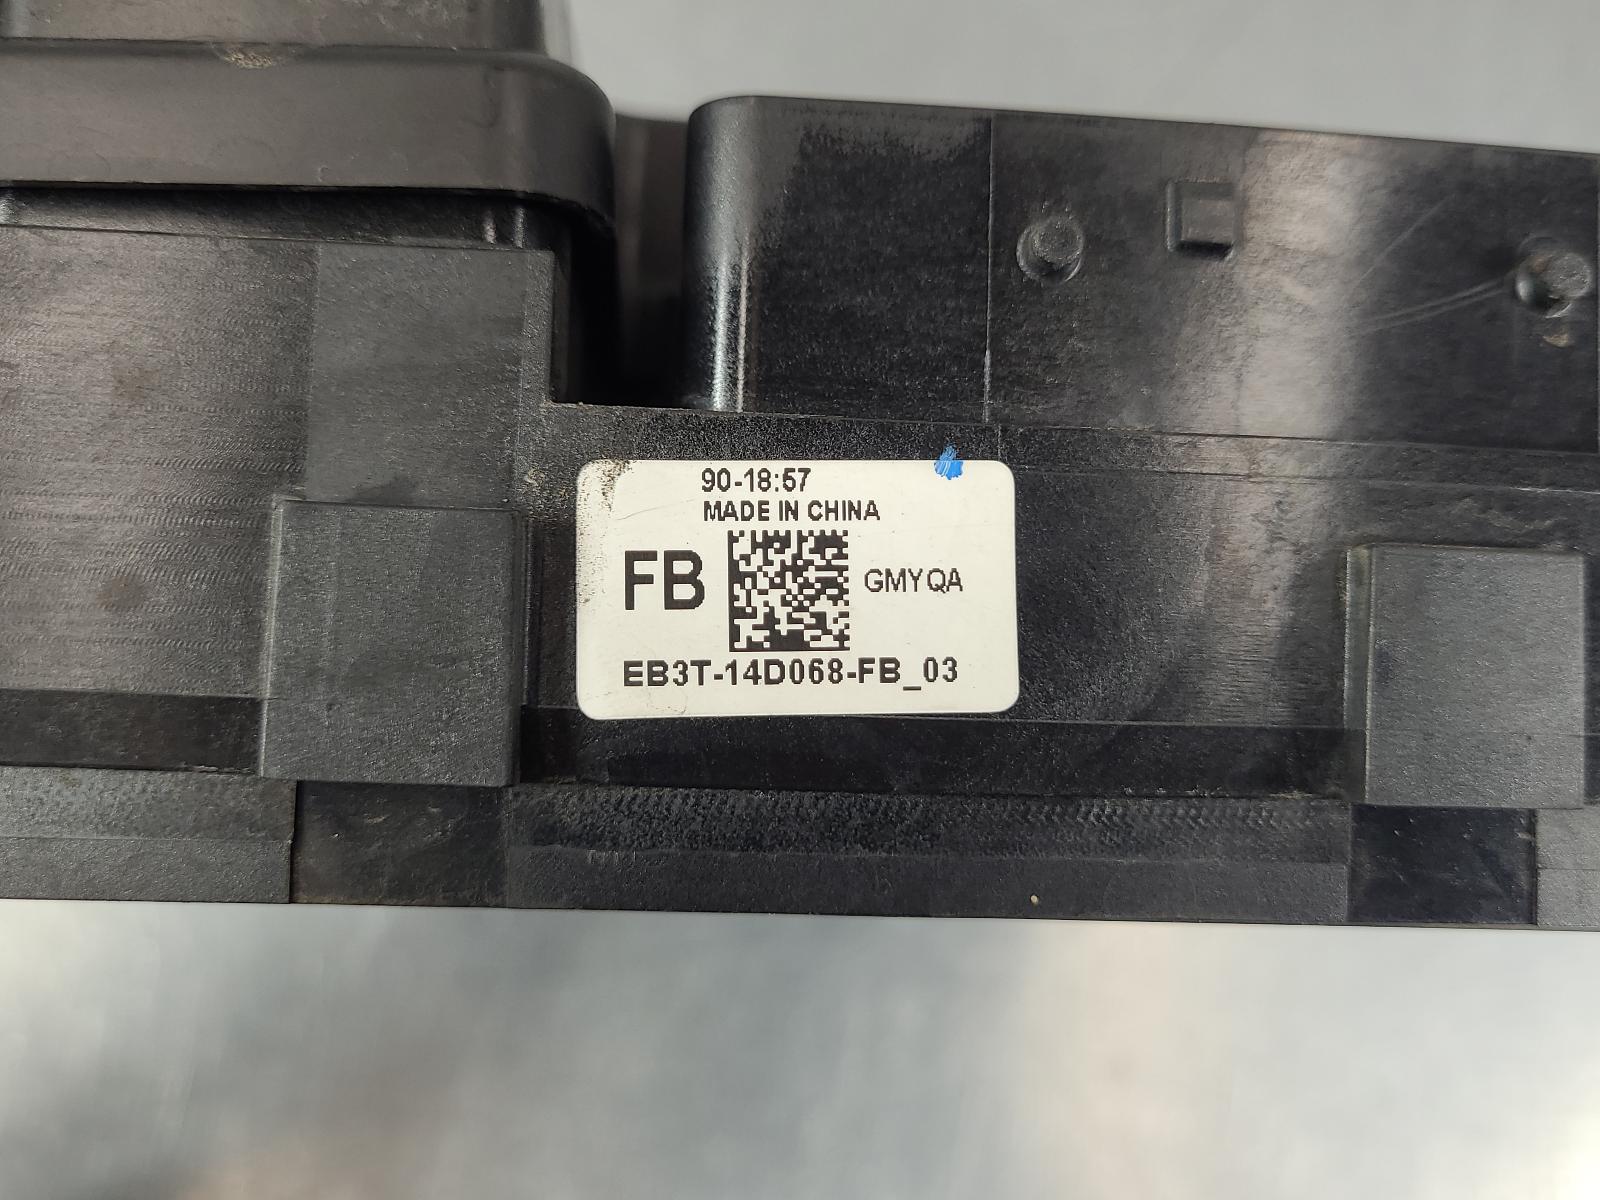 90-18:57
MADE IN CHINA
FB
GMYQA
EB3T-14D068-FB_03